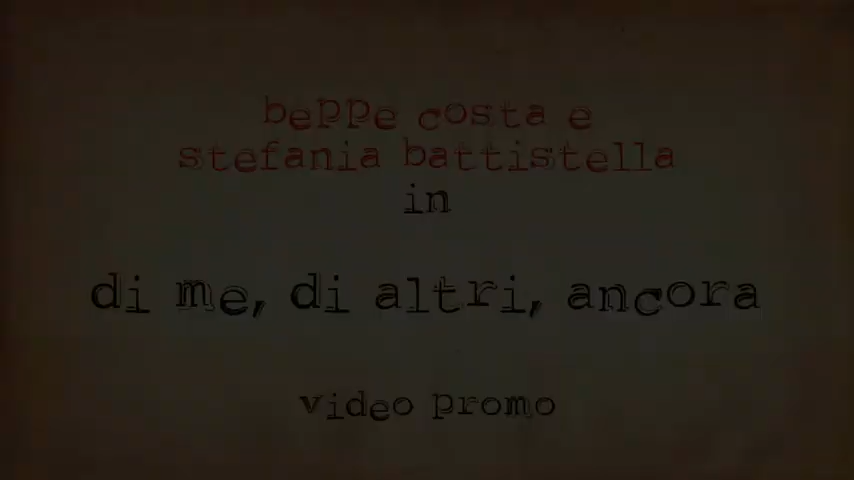 beppe costa e
stefania battistella
in
di me, di altri, ancora
video promo